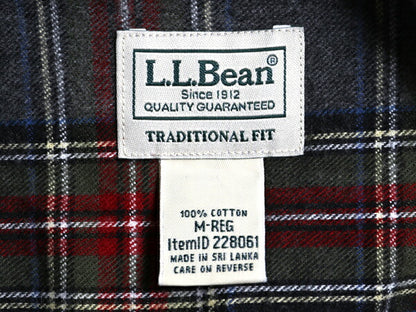 L.L.Bean®
Since 1912
QUALITY GUARANTEED
TRADITIONAL FIT
100% COTTON
M-REG
ItemID 228061
MADE IN SRI LANKA
CARE ON REVERSE